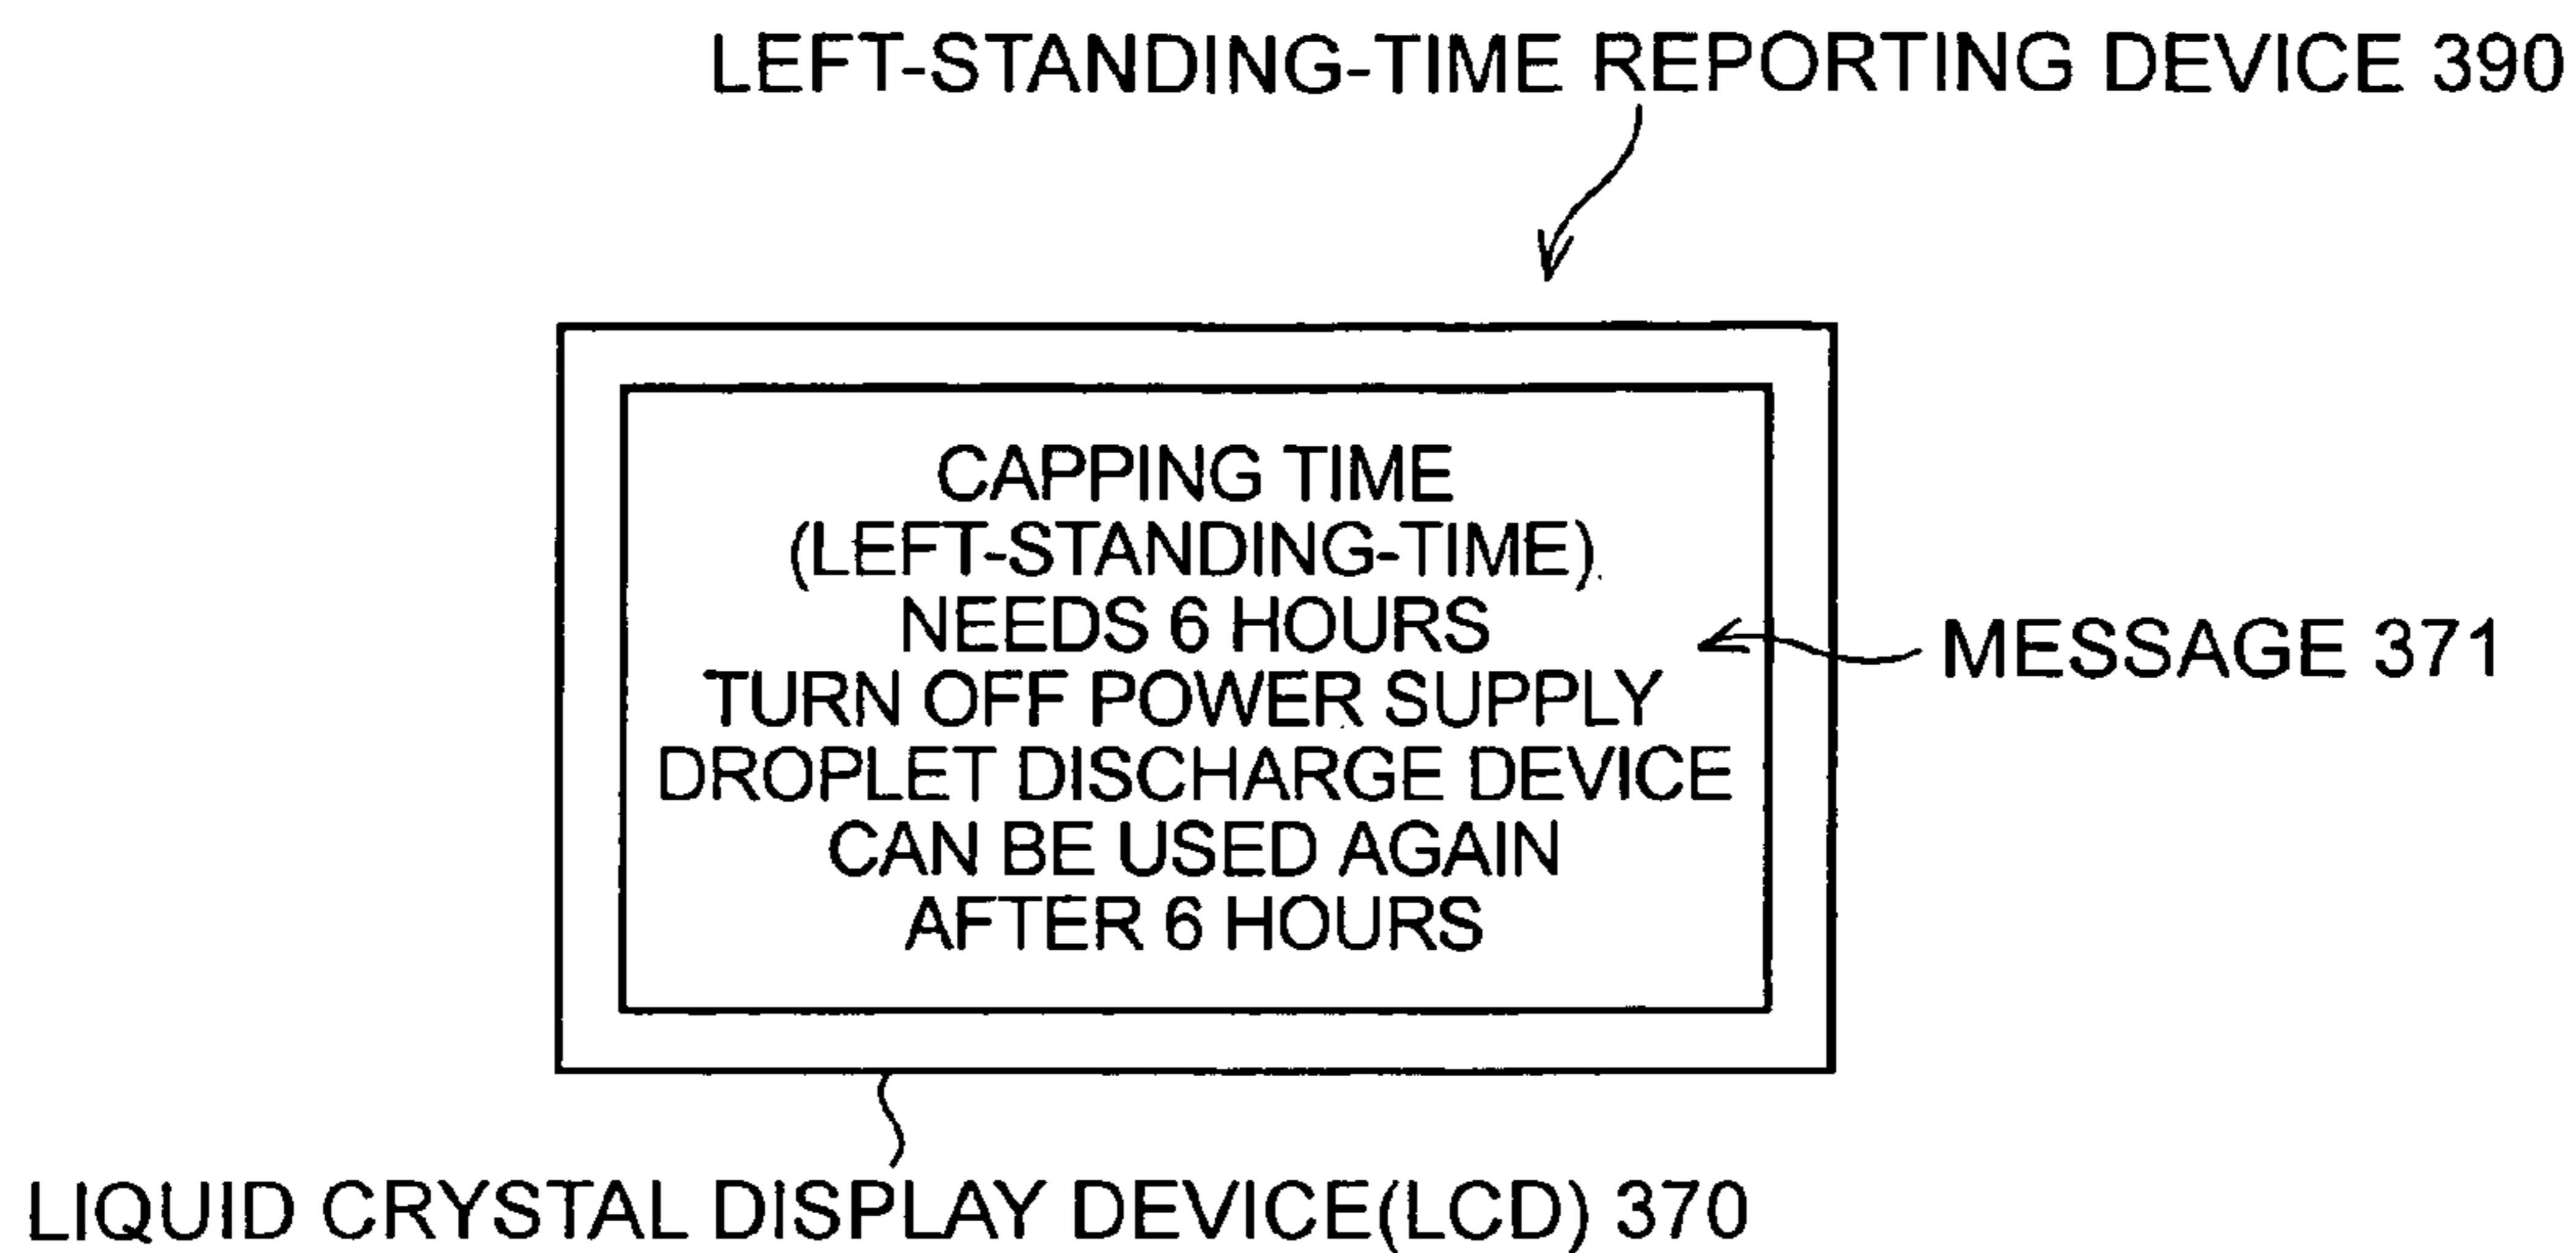 LEFT-STANDING-TIME REPORTING DEVICE 390
CAPPING TIME
(LEFT-STANDING-TIME)
NEEDS 6 HOURS
TURN OFF POWER SUPPLY
DROPLET DISCHARGE DEVICE
CAN BE USED AGAIN
AFTER 6 HOURS
MESSAGE 371
LIQUID CRYSTAL DISPLAY DEVICE(LCD) 370